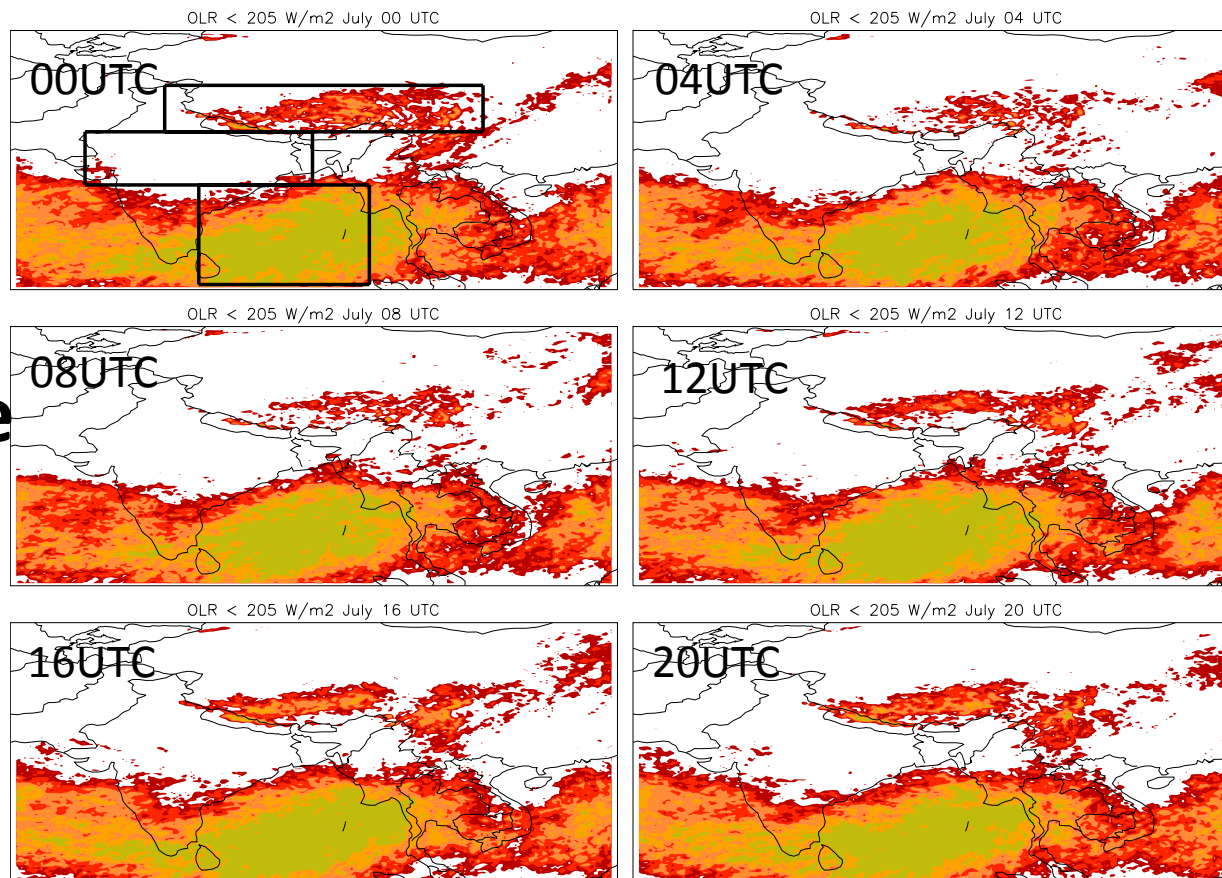 OLR < 205 W/m2 July 00 UTC
00UTC
OLR < 205 W/m2 July 04 UTC
04UTC
OLR < 205 W/m2 July 08 UTC
08UTC
e
OLR < 205 W/m2 July 12 UTC
12UTC
OLR < 205 W/m2 July 16 UTC
16UTC
OLR < 205 W/m2 July 20 UTC
20UTC